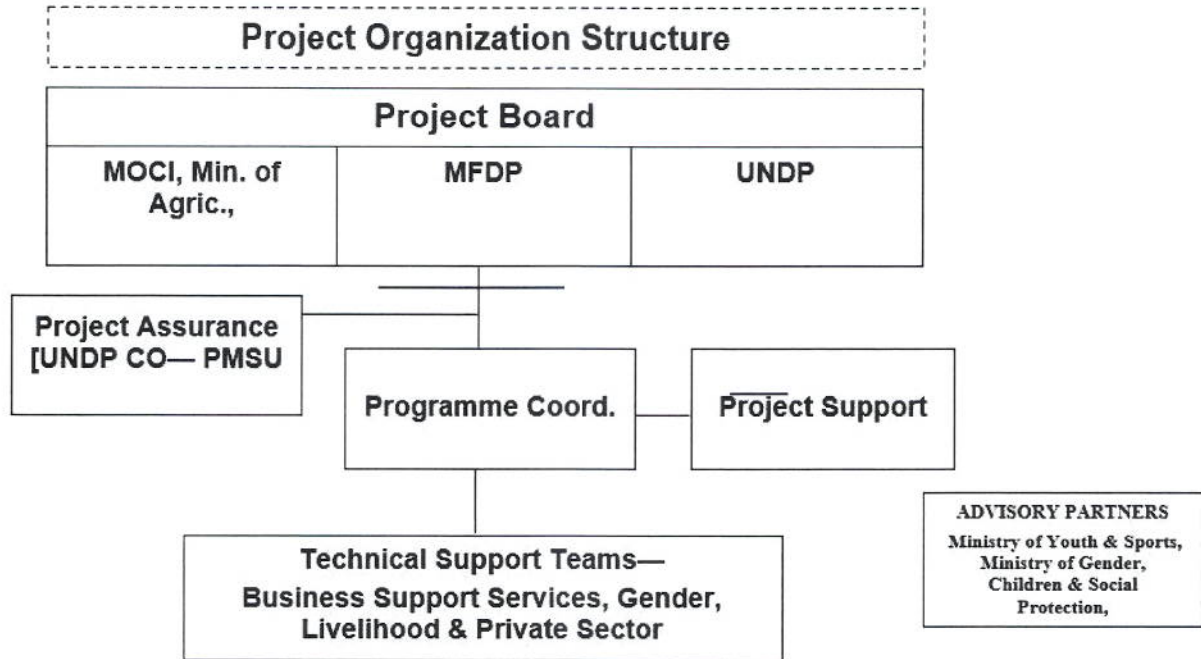 Project Organization Structure
Project Board
MOCI, Min. of
Agric.,
MFDP
UNDP
Project Assurance
[UNDP CO— PMSU
Programme Coord.
Project Support
Technical Support Teams—
Business Support Services, Gender,
Livelihood & Private Sector
ADVISORY PARTNERS
Ministry of Youth & Sports,
Ministry of Gender,
Children & Social
Protection,